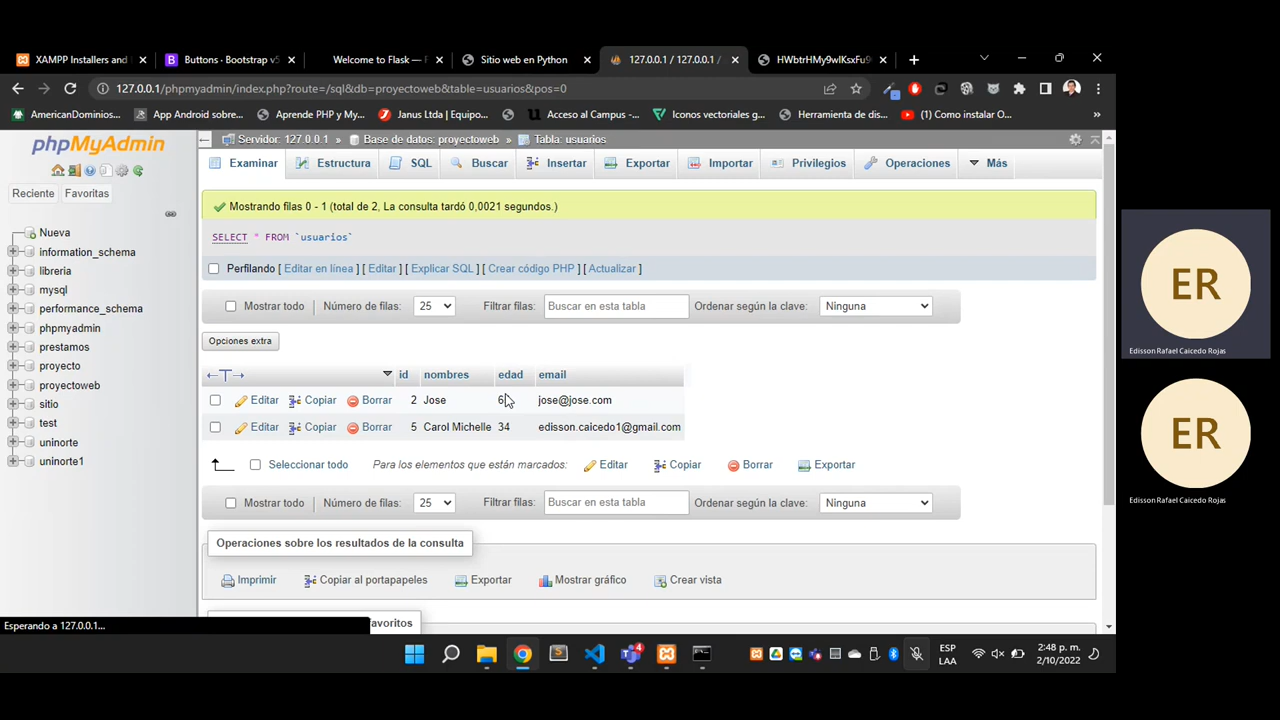 XAMPP Installers and
Buttons · Bootstrap v5
Welcome to Flask —
Sitio web en Python
127.0.0.1 / 127.0.0.1 /
HWbtrHMy9wlKsxFu9
127.0.0.1/phpmyadmin/index.php?route=/sql&db=proyectoweb&table=usuarios&pos=0
AmericanDominios...
App Android sobre...
Aprende PHP y My...
Janus Ltda | Equipo...
Acceso al Campus -...
Iconos vectoriales g...
Herramienta de dis...
(1) Como instalar O...
phpMyAdmin
Reciente Favoritas
Nueva
information_schema
libreria
mysql
performance_schema
phpmyadmin
prestamos
proyecto
proyectoweb
sitio
test
uninorte
uninorte1
Servidor: 127.0.0.1 » Base de datos: proyectoweb » Tabla: usuarios
Examinar Estructura SQL Buscar Insertar Exportar Importar Privilegios Operaciones Más
Mostrando filas 0 - 1 (total de 2, La consulta tardó 0,0021 segundos.)
SELECT * FROM `usuarios`
Perfilando [ Editar en línea ] [ Editar ] [ Explicar SQL ] [ Crear código PHP ] [ Actualizar ]
Mostrar todo | Número de filas: 25 Filtrar filas: Buscar en esta tabla Ordenar según la clave: Ninguna
Opciones extra
←T→ id nombres edad email
Editar Copiar Borrar 2 Jose jose@jose.com
Editar Copiar Borrar 5 Carol Michelle 34 edisson.caicedo1@gmail.com
Seleccionar todo Para los elementos que están marcados: Editar Copiar Borrar Exportar
Mostrar todo | Número de filas: 25 Filtrar filas: Buscar en esta tabla Ordenar según la clave: Ninguna
Operaciones sobre los resultados de la consulta
Imprimir Copiar al portapapeles Exportar Mostrar gráfico Crear vista
avoritos
Esperando a 127.0.0.1...
4
ESP
LAA
2:48 p. m.
2/10/2022
ER
Edisson Rafael Caicedo Rojas
ER
Edisson Rafael Caicedo Rojas